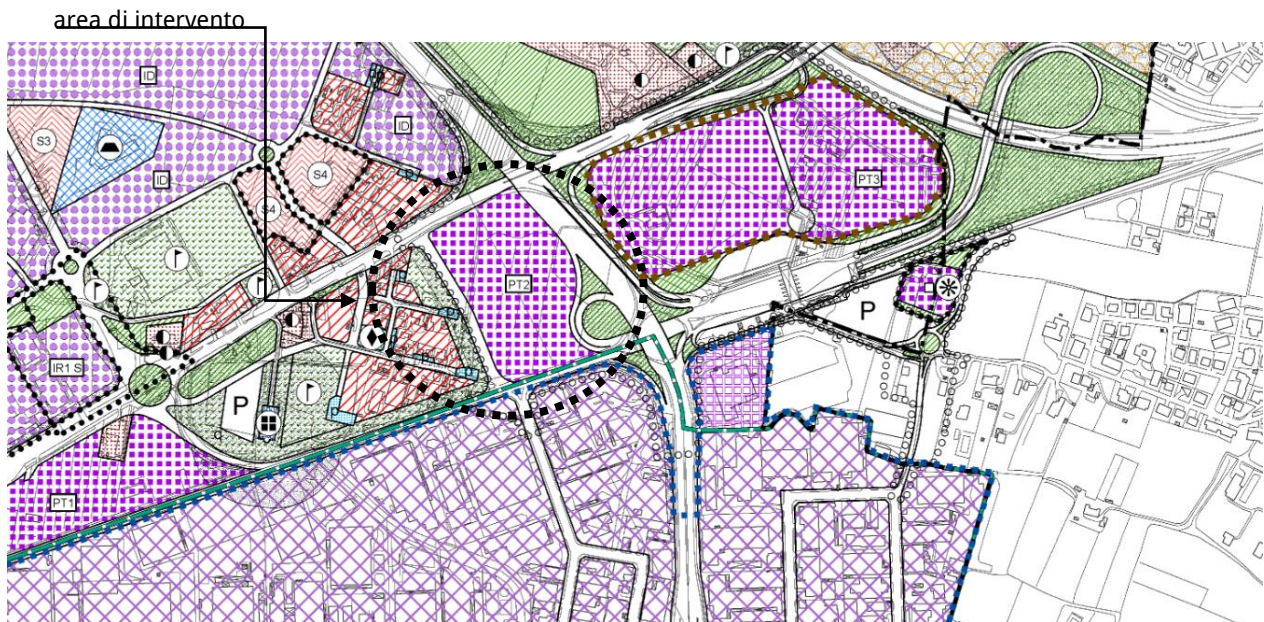 area di intervento
ID
ID
ID
S3
S4
S4
PT3
PT2
P
IR1 S
P
PT1